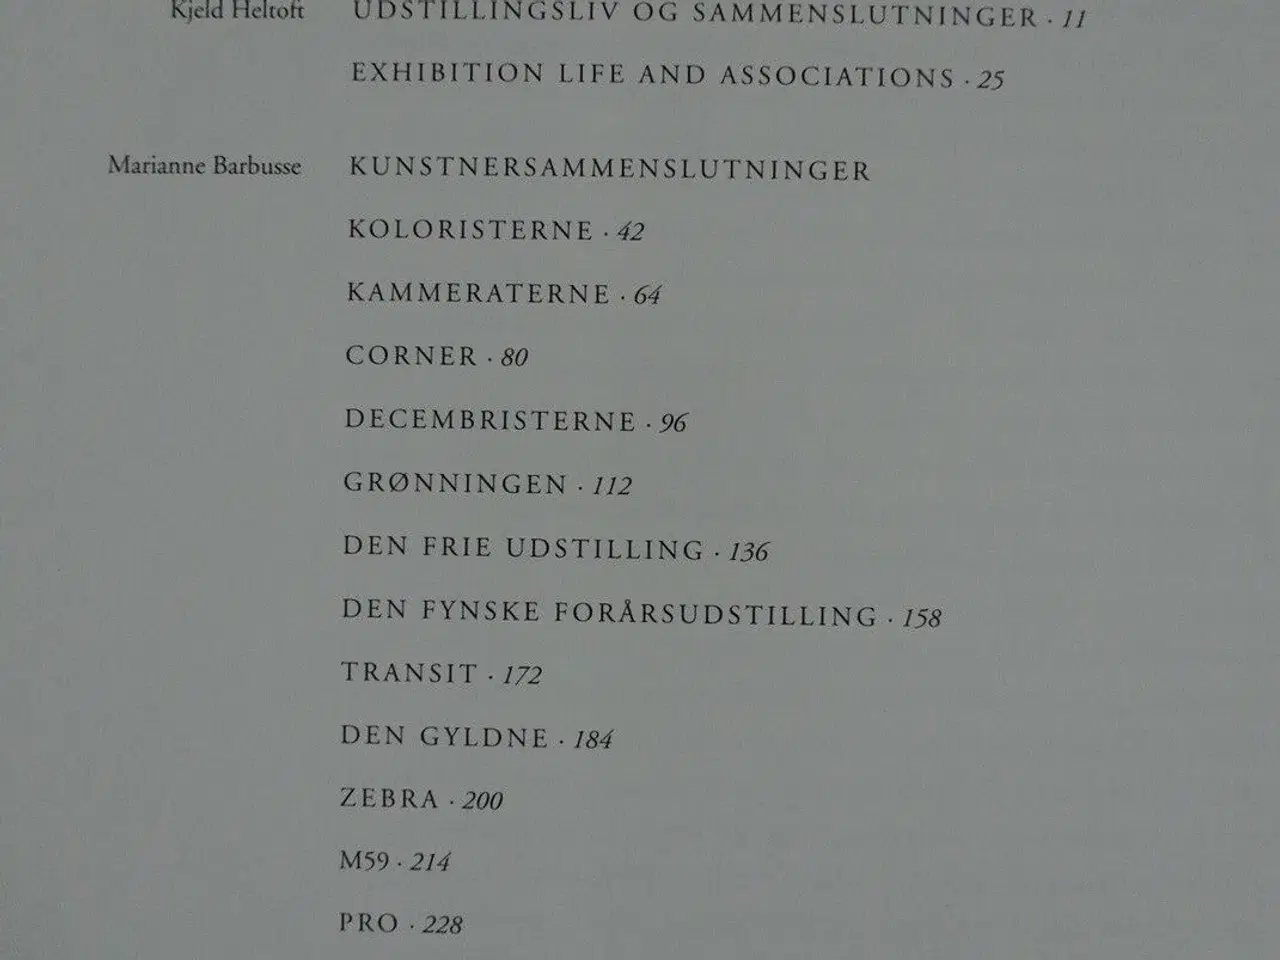 Kjeld Heltoft UDSTILLINGSLIV OG SAMMENSLUTNINGER · 11
EXHIBITION LIFE AND ASSOCIATIONS · 25
Marianne Barbusse KUNSTNERSAMMENSLUTNINGER
KOLORISTERNE · 42
KAMMERATERNE · 64
CORNER · 80
DECEMBRISTERNE · 96
GRØNNINGEN · 112
DEN FRIE UDSTILLING · 136
DEN FYNSKE FORÅRSUDSTILLING · 158
TRANSIT · 172
DEN GYLDNE · 184
ZEBRA · 200
M59 · 214
PRO · 228